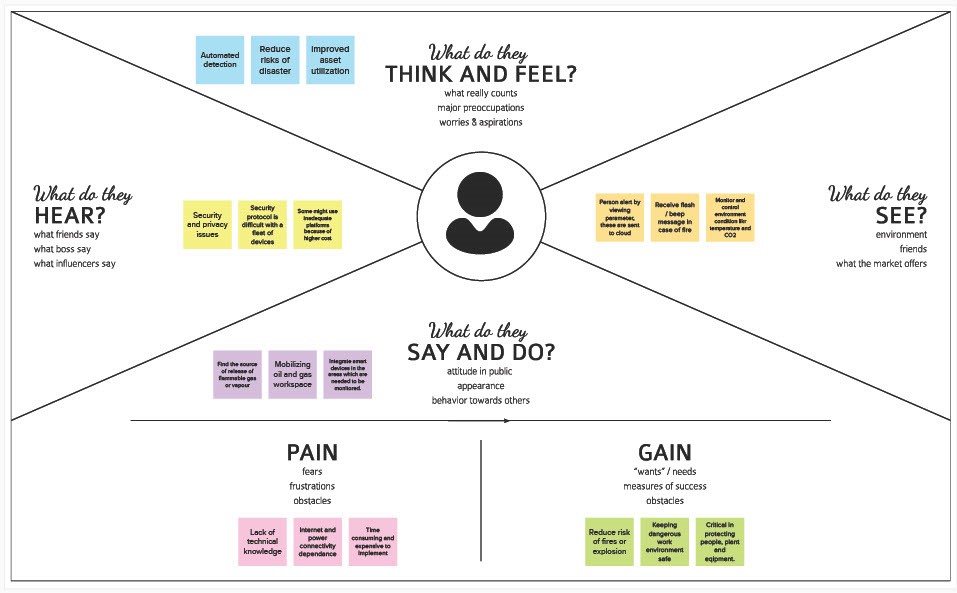 What do they
THINK AND FEEL?
what really counts
major preoccupations
worries & aspirations
Automated
detection
Reduce
risks of
disaster
Improved
asset
utilization
What do they
HEAR?
what friends say
what boss say
what influencers say
Security
and privacy
issues
Security
protocol is
difficult with a
fleet of
devices
Some might use
inadequate
platforms
because of
higher cost
Person alert by
viewing
parameter,
these are sent
to cloud
Receive flash
/ beep
message in
case of fire
Monitor and
control
environment
condition like
temperature and
CO2
What do they
SEE?
environment
friends
what the market offers
What do they
SAY AND DO?
attitude in public
appearance
behavior towards others
Find the source
of release of
flammable gas
or vapour
Mobilizing
oil and gas
workspace
Integrate smart
devices in the
areas which are
needed to be
monitored.
PAIN
fears
frustrations
obstacles
Lack of
technical
knowledge
Internet and
power
connectivity
dependance
Time
consuming and
expensive to
implement
GAIN
"wants" / needs
measures of success
obstacles
Reduce risk
of fires or
explosion
Keeping
dangerous
work
environment
safe
Critical in
protecting
people, plant
and
eqipment.